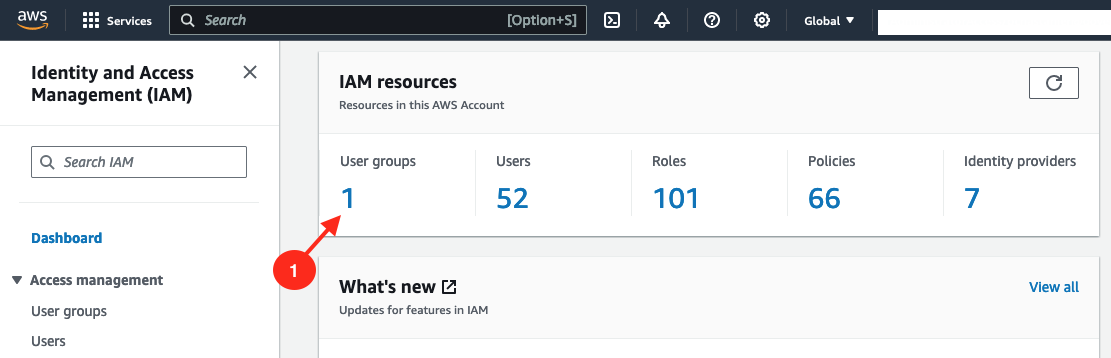 aws Services Search [Option+S] Global
Identity and Access
Management (IAM)
Search IAM
Dashboard
Access management
User groups
Users
IAM resources
Resources in this AWS Account
User groups Users Roles Policies Identity providers
1 52 101 66 7
1
What's new View all
Updates for features in IAM